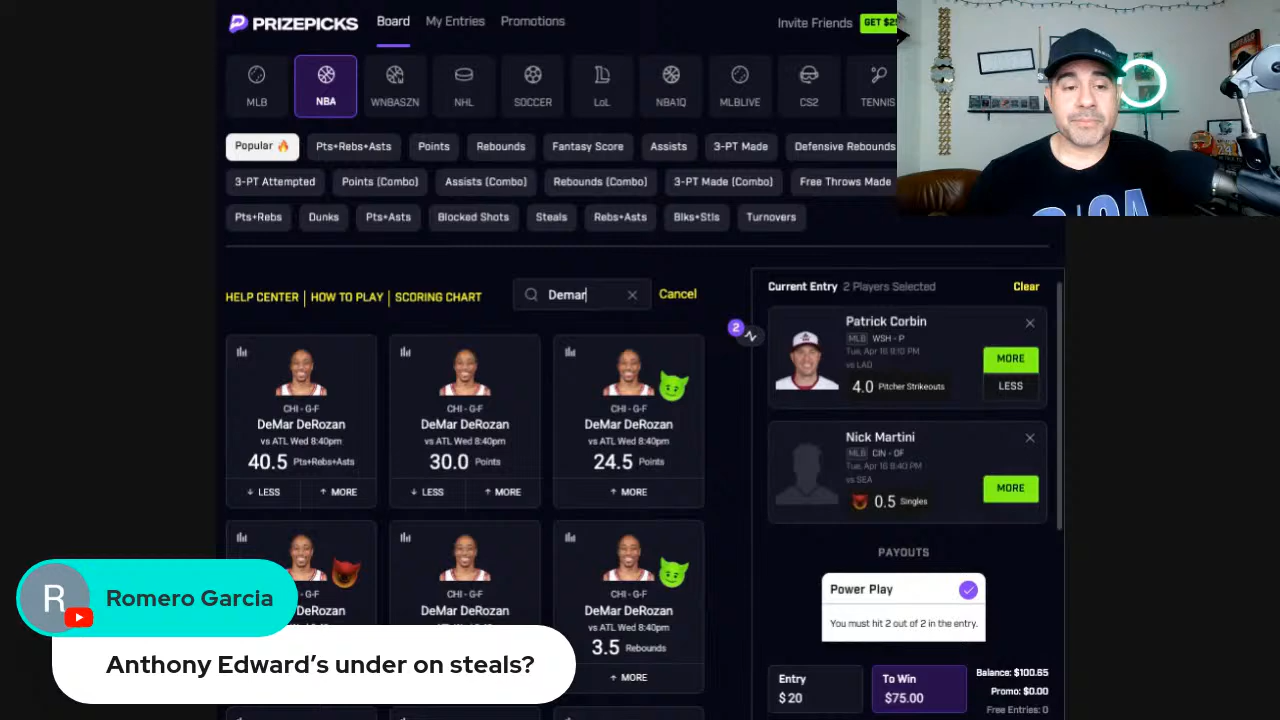 PRIZEPICKS
Board
My Entries
Promotions
Invite Friends
GET $25
MLB
NBA
WNBASZN
NHL
SOCCER
LoL
NBA1Q
MLBLIVE
CS2
TENNIS
Popular 🔥
Pts+Rebs+Asts
Points
Rebounds
Fantasy Score
Assists
3-PT Made
Defensive Rebounds
3-PT Attempted
Points (Combo)
Assists (Combo)
Rebounds (Combo)
3-PT Made (Combo)
Free Throws Made
Pts+Rebs
Dunks
Pts+Asts
Blocked Shots
Steals
Rebs+Asts
Blks+Stls
Turnovers
HELP CENTER | HOW TO PLAY | SCORING CHART
Demar
Cancel
CHI - G-F
DeMar DeRozan
vs ATL Wed 8:40pm
40.5 Pts+Rebs+Asts
↓ LESS
↑ MORE
CHI - G-F
DeMar DeRozan
vs ATL Wed 8:40pm
30.0 Points
↓ LESS
↑ MORE
CHI - G-F
DeMar DeRozan
vs ATL Wed 8:40pm
24.5 Points
↑ MORE
CHI - G-F
DeRozan
CHI - G-F
DeMar DeRozan
CHI - G-F
DeMar DeRozan
vs ATL Wed 8:40pm
3.5 Rebounds
↑ MORE
Current Entry 2 Players Selected
Clear
2
Patrick Corbin
MLB WSH - P
vs LAD
4.0 Pitcher Strikeouts
MORE
LESS
Nick Martini
MLB CIN - OF
Tue, Apr 16 8:40 PM
vs SEA
0.5 Singles
MORE
PAYOUTS
Power Play
You must hit 2 out of 2 in the entry.
Entry
$ 20
To Win
$75.00
Balance: $100.65
Promo: $0.00
Free Entries: 0
R
Romero Garcia
Anthony Edward's under on steals?